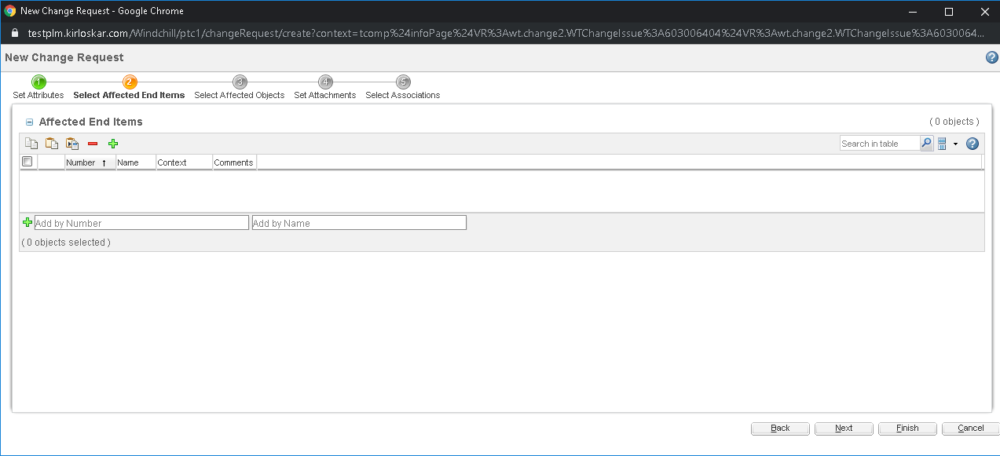 New Change Request - Google Chrome
testplm.kirloskar.com/Windchill/ptc1/changeRequest/create?context=tcomp%24infoPage%24VR%3Awt.change2.WTChangeIssue%3A603006404%24VR%3Awt.change2.WTChangeIssue%3A6030064...
New Change Request
1 2 3 4 5
Set Attributes Select Affected End Items Select Affected Objects Set Attachments Select Associations
Affected End Items ( 0 objects )
Search in table
Number ↑ Name Context Comments
Add by Number Add by Name
( 0 objects selected )
Back Next Finish Cancel